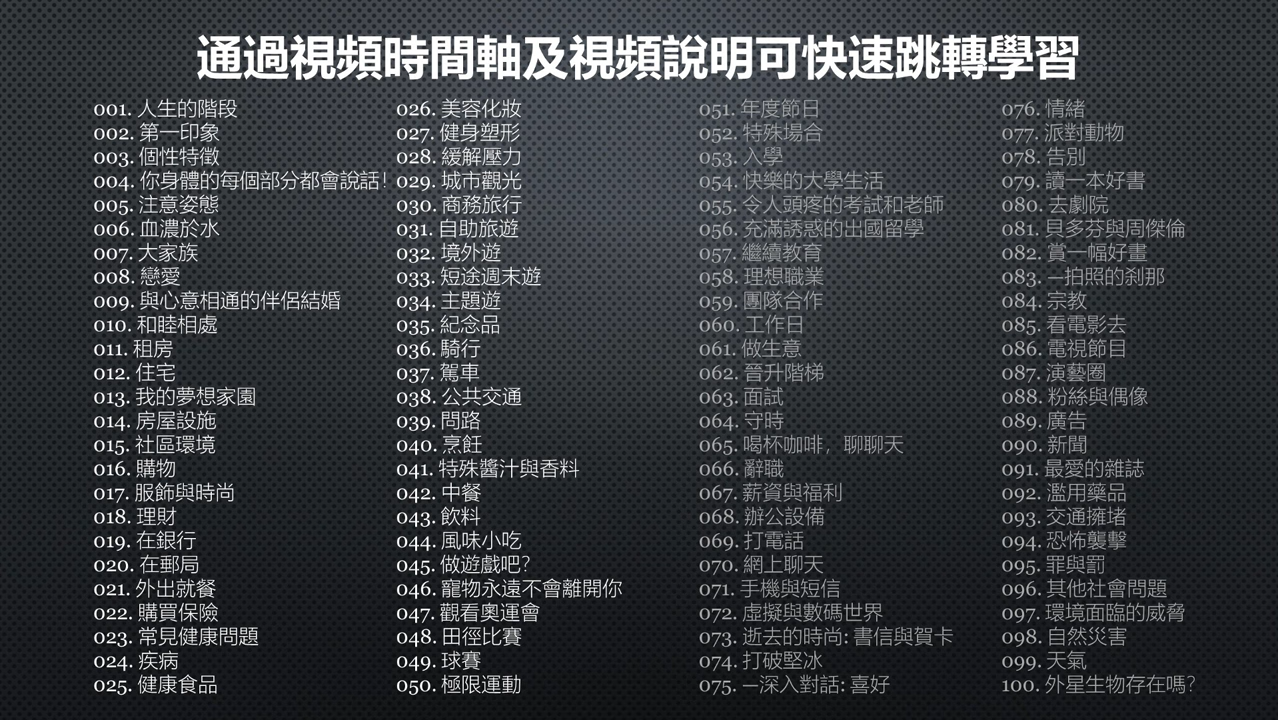 通過視頻時間軸及視頻說明可快速跳轉學習
001. 人生的階段
002. 第一印象
003. 個性特徵
004. 你身體的每個部分都會說話!
005. 注意姿態
006. 血濃於水
007. 大家族
008. 戀愛
009. 與心意相通的伴侶結婚
010. 和睦相處
011. 租房
012. 住宅
013. 我的夢想家園
014. 房屋設施
015. 社區環境
016. 購物
017. 服飾與時尚
018. 理財
019. 在銀行
020. 在郵局
021. 外出就餐
022. 購買保險
023. 常見健康問題
024. 疾病
025. 健康食品
026. 美容化妝
027. 健身塑形
028. 緩解壓力
029. 城市觀光
030. 商務旅行
031. 自助旅遊
032. 境外遊
033. 短途週末遊
034. 主題遊
035. 紀念品
036. 騎行
037. 駕車
038. 公共交通
039. 問路
040. 烹飪
041. 特殊醬汁與香料
042. 中餐
043. 飲料
044. 風味小吃
045. 做遊戲吧?
046. 寵物永遠不會離開你
047. 觀看奧運會
048. 田徑比賽
049. 球賽
050. 極限運動
051. 年度節日
052. 特殊場合
053. 入學
054. 快樂的大學生活
055. 令人頭疼的考試和老師
056. 充滿誘惑的出國留學
057. 繼續教育
058. 理想職業
059. 團隊合作
060. 工作日
061. 做生意
062. 晉升階梯
063. 面試
064. 守時
065. 喝杯咖啡，聊聊天
066. 辭職
067. 薪資與福利
068. 辦公設備
069. 打電話
070. 網上聊天
071. 手機與短信
072. 虛擬與數碼世界
073. 逝去的時尚: 書信與賀卡
074. 打破堅冰
075. —深入對話: 喜好
076. 情緒
077. 派對動物
078. 告別
079. 讀一本好書
080. 去劇院
081. 貝多芬與周傑倫
082. 賞一幅好畫
083. —拍照的剎那
084. 宗教
085. 看電影去
086. 電視節目
087. 演藝圈
088. 粉絲與偶像
089. 廣告
090. 新聞
091. 最愛的雜誌
092. 濫用藥品
093. 交通擁堵
094. 恐怖襲擊
095. 罪與罰
096. 其他社會問題
097. 環境面臨的威脅
098. 自然災害
099. 天氣
100. 外星生物存在嗎?